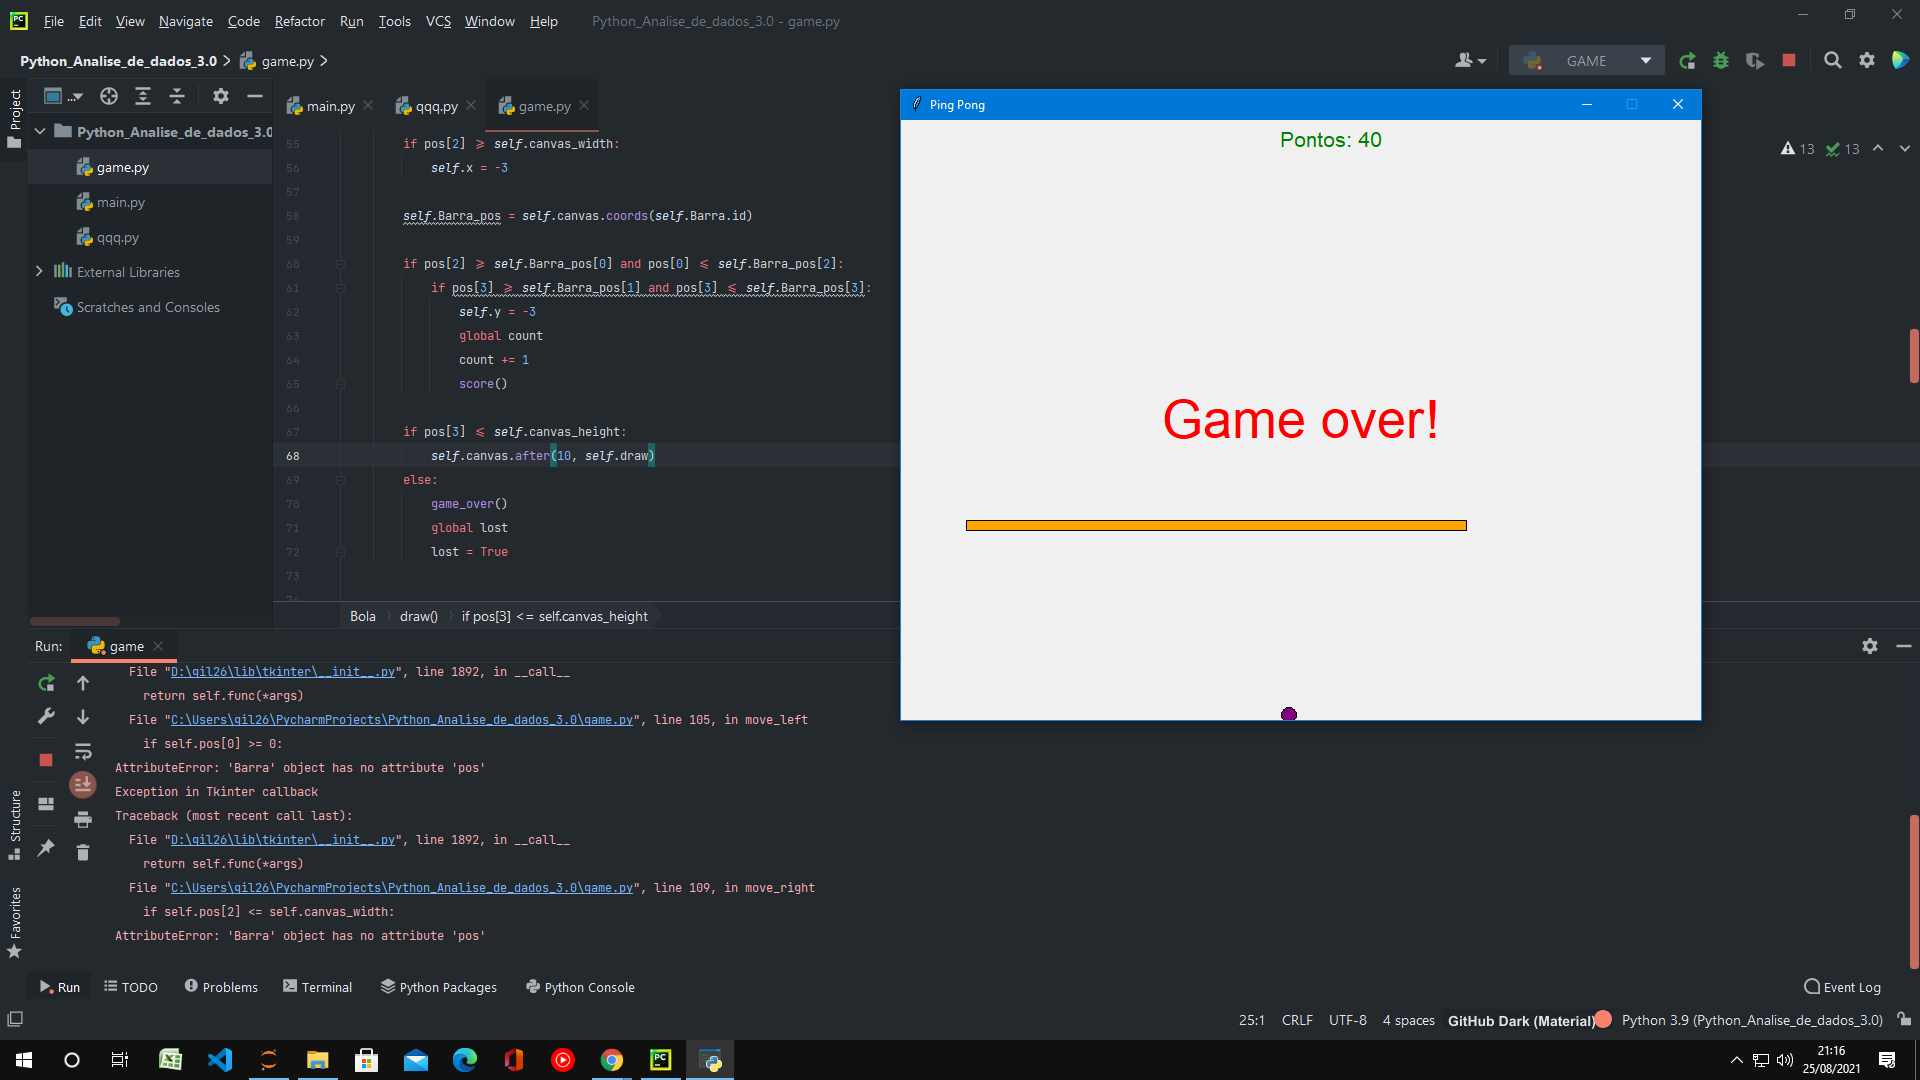 File Edit View Navigate Code Refactor Run Tools VCS Window Help Python_Analise_de_dados_3.0 - game.py
Python_Analise_de_dados_3.0 game.py
GAME
Project
Python_Analise_de_dados_3.0
game.py
main.py
qqq.py
External Libraries
Scratches and Consoles
main.py qqq.py game.py
55 if pos[2] >= self.canvas_width:
56 self.x = -3
57
58 self.Barra_pos = self.canvas.coords(self.Barra.id)
59
60 if pos[2] >= self.Barra_pos[0] and pos[0] <= self.Barra_pos[2]:
61 if pos[3] >= self.Barra_pos[1] and pos[3] <= self.Barra_pos[3]:
62 self.y = -3
63 global count
64 count += 1
65 score()
66
67 if pos[3] <= self.canvas_height:
68 self.canvas.after(10, self.draw)
69 else:
70 game_over()
71 global lost
72 lost = True
73
Bola draw() if pos[3] <= self.canvas_height
13 13
Ping Pong
Pontos: 40
Game over!
Run: game
File "D:\gil26\lib\tkinter\__init__.py", line 1892, in __call__
return self.func(*args)
File "C:\Users\gil26\PycharmProjects\Python_Analise_de_dados_3.0\game.py", line 105, in move_left
if self.pos[0] >= 0:
AttributeError: 'Barra' object has no attribute 'pos'
Exception in Tkinter callback
Traceback (most recent call last):
File "D:\gil26\lib\tkinter\__init__.py", line 1892, in __call__
return self.func(*args)
File "C:\Users\gil26\PycharmProjects\Python_Analise_de_dados_3.0\game.py", line 109, in move_right
if self.pos[2] <= self.canvas_width:
AttributeError: 'Barra' object has no attribute 'pos'
Structure
Favorites
Run TODO Problems Terminal Python Packages Python Console Event Log
25:1 CRLF UTF-8 4 spaces GitHub Dark (Material) Python 3.9 (Python_Analise_de_dados_3.0)
21:16
25/08/2021